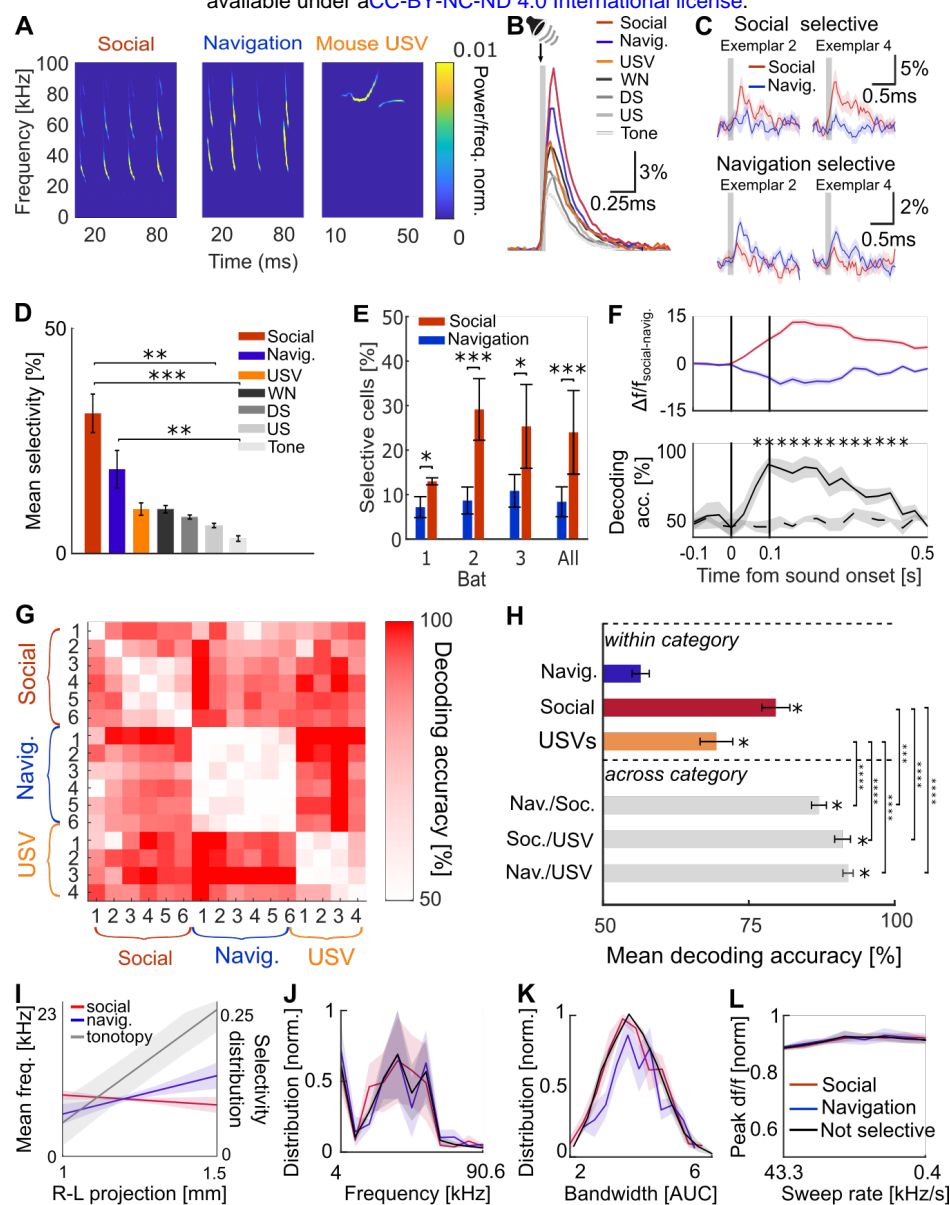 available under aCC-BY-NC-ND 4.0 International license.
A
Social
Navigation
Mouse USV
0.01
Frequency [kHz]
100
80
60
40
20
0
20 80
20 80
10 50
Time (ms)
Power/freq. norm.
0
B
Social
Navig.
USV
WN
DS
US
Tone
3%
0.25ms
C
Social selective
Exemplar 2
Exemplar 4
Social
Navig.
5%
0.5ms
Navigation selective
Exemplar 2
Exemplar 4
2%
0.5ms
D
Mean selectivity [%]
50
0
**
***
**
Social
Navig.
USV
WN
DS
US
Tone
E
Selective cells [%]
50
40
30
20
10
0
Social
Navigation
*
***
*
***
1 2 3 All
Bat
F
Δf/f social-navig.
15
0
-15
Decoding acc. [%]
100
50
*************
-0.1 0 0.1 0.5
Time fom sound onset [s]
G
Social
1
2
3
4
5
6
Navig.
1
2
3
4
5
6
USV
1
2
3
4
1 2 3 4 5 6 1 2 3 4 5 6 1 2 3 4
Social
Navig.
USV
100
Decoding accuracy [%]
50
H
within category
Navig.
Social
*
USVs
*
across category
Nav./Soc.
*
Soc./USV
*
Nav./USV
*
****
****
****
***
****
****
50 75 100
Mean decoding accuracy [%]
I
social
navig.
tonotopy
Mean freq. [kHz]
23
0
0.25
0
Selectivity distribution
1 1.5
R-L projection [mm]
J
Distribution [norm.]
1
0.5
0
4 90.6
Frequency [kHz]
K
Distribution [norm.]
1
0.5
0
2 6
Bandwidth [AUC]
L
Peak df/f [norm]
1
0.8
0.6
Social
Navigation
Not selective
43.3 0.4
Sweep rate [kHz/s]